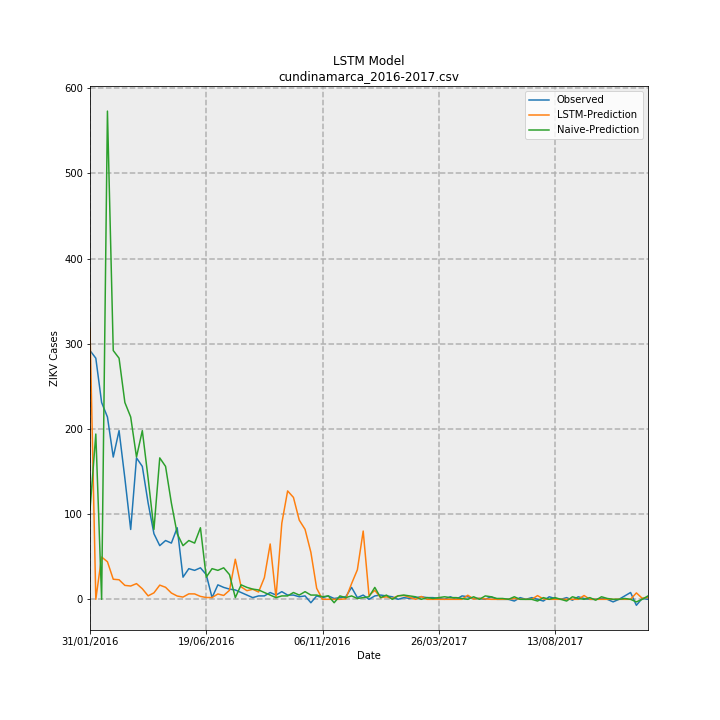 LSTM Model
cundinamarca_2016-2017.csv
Observed
LSTM-Prediction
Naive-Prediction
600
500
400
300
200
100
0
ZIKV Cases
31/01/2016
19/06/2016
06/11/2016
26/03/2017
13/08/2017
Date